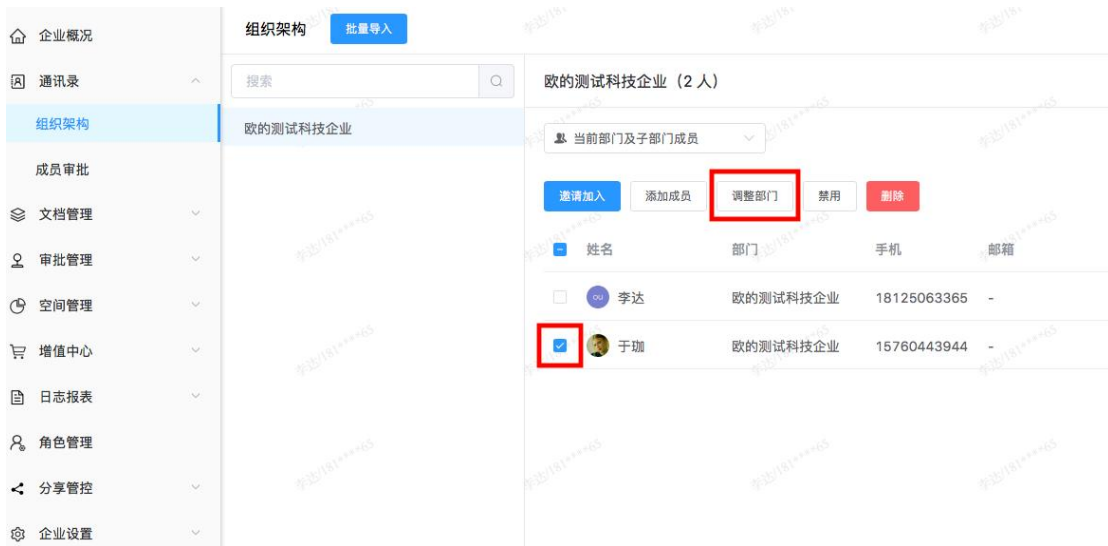 企业概况
通讯录
组织架构
成员审批
文档管理
审批管理
空间管理
增值中心
日志报表
角色管理
分享管控
企业设置
组织架构 批量导入
搜索
欧的测试科技企业
欧的测试科技企业（2 人）
当前部门及子部门成员
邀请加入 添加成员 调整部门 禁用 删除
姓名 部门 手机 邮箱
OU 李达 欧的测试科技企业 18125063365 -
于珈 欧的测试科技企业 15760443944 -
李达/181****65